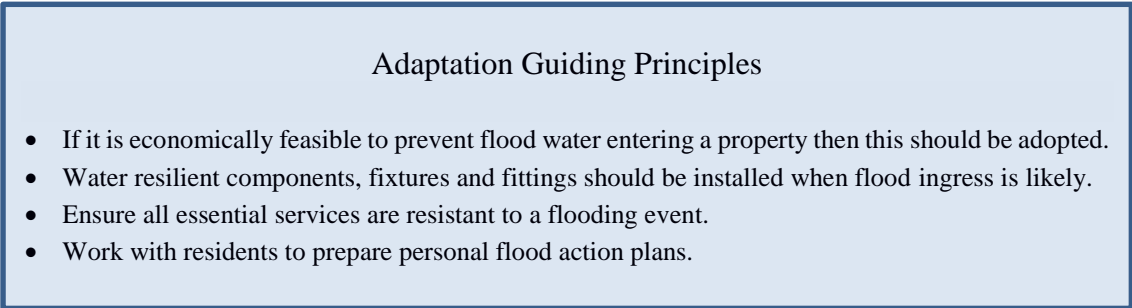 Adaptation Guiding Principles
• If it is economically feasible to prevent flood water entering a property then this should be adopted.
• Water resilient components, fixtures and fittings should be installed when flood ingress is likely.
• Ensure all essential services are resistant to a flooding event.
• Work with residents to prepare personal flood action plans.